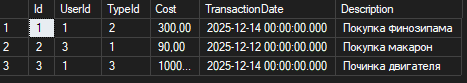 Id UserId TypeId Cost TransactionDate Description
1 1 1 2 300,00 2025-12-14 00:00:00.000 Покупка финозипама
2 2 3 1 90,00 2025-12-12 00:00:00.000 Покупка макарон
3 3 1 3 1000... 2025-12-14 00:00:00.000 Починка двигателя